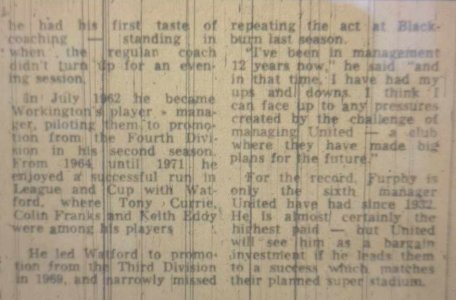 he had his first taste of
coaching — standing in
when the regular coach
didn't turn up for an even-
ing session.
In July 1962 he became
Workington's player - mana-
ger, piloting them to promo-
tion from the Fourth Divi-
sion in his second season.
From 1964 until 1971 he
enjoyed a successful run in
League and Cup with Wat-
ford, where Tony Currie,
Colin Franks and Keith Eddy
were among his players
He led Watford to promo-
tion from the Third Division
in 1969, and narrowly missed
repeating the act at Black-
burn last season.
"I've been in management
12 years now," he said "and
in that time, I have had my
ups and downs. I think I
can face up to any pressures
created by the challenge of
managing United — a club
where they have made big
plans for the future."
For the record, Furphy is
only the sixth manager
United have had since 1932.
He is almost certainly the
highest paid — but United
will see him as a bargain
investment if he leads them
to a success which matches
their planned super stadium.